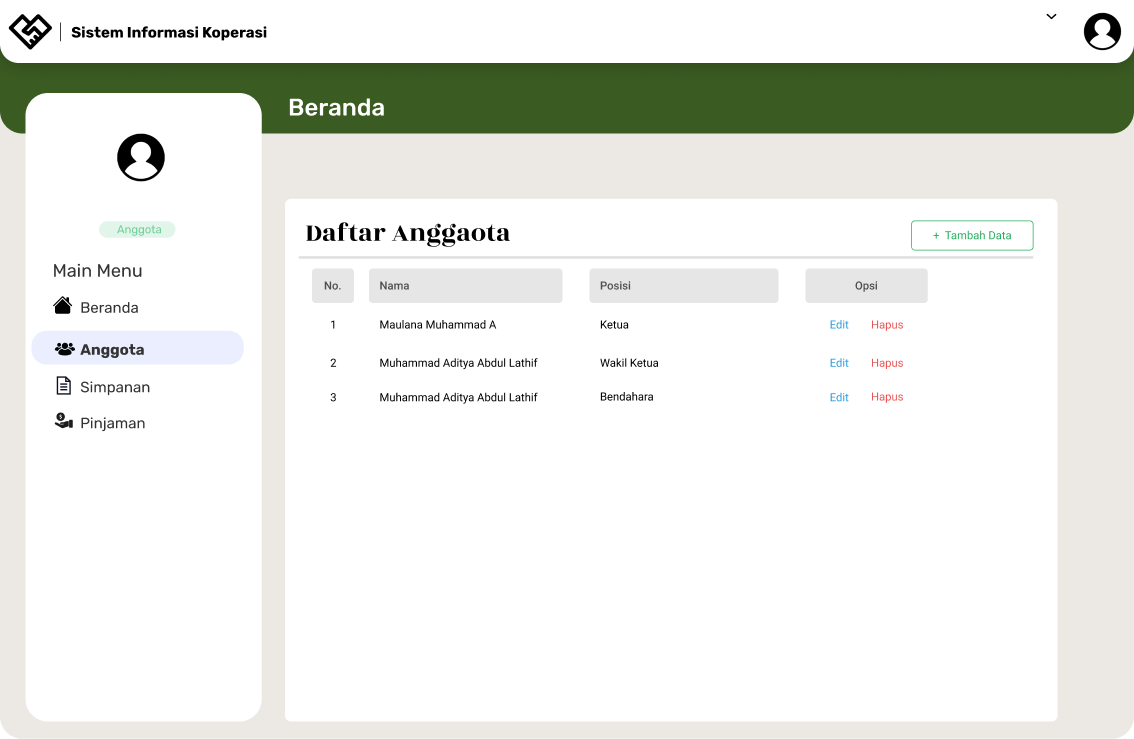 Sistem Informasi Koperasi
Beranda
Anggota
Main Menu
Beranda
Anggota
Simpanan
Pinjaman
Daftar Anggaota
+ Tambah Data
No. Nama Posisi Opsi
1 Maulana Muhammad A Ketua Edit Hapus
2 Muhammad Aditya Abdul Lathif Wakil Ketua Edit Hapus
3 Muhammad Aditya Abdul Lathif Bendahara Edit Hapus